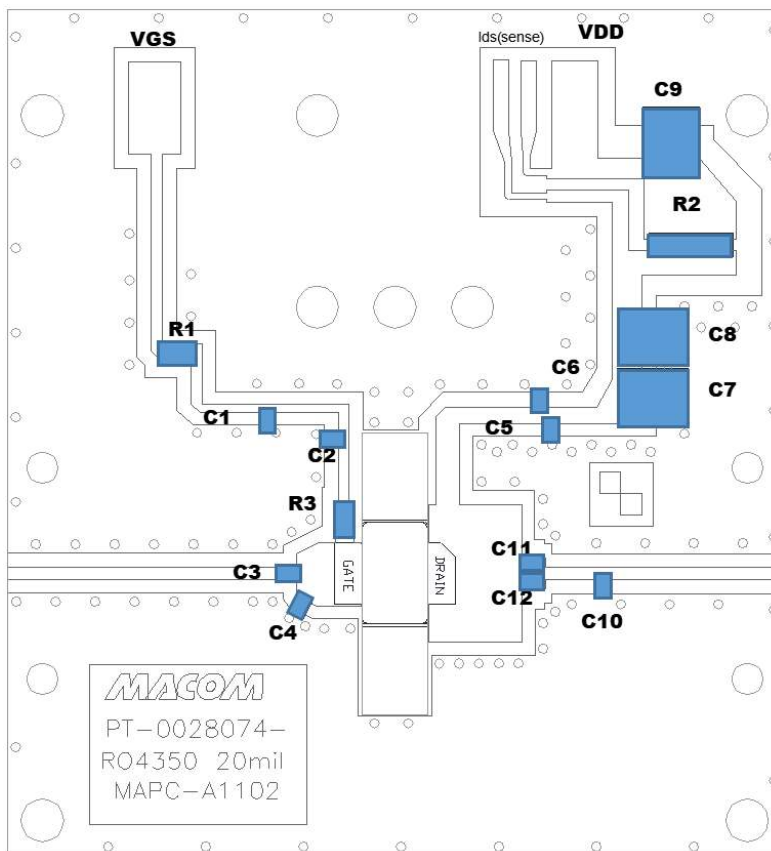 VGS
Ids(sense)
VDD
C9
R2
R1
C8
C6
C7
C1
C5
C2
R3
C11
C3
GATE
DRAIN
C12
C10
C4
MACOM
PT-0028074-
RO4350 20mil
MAPC-A1102